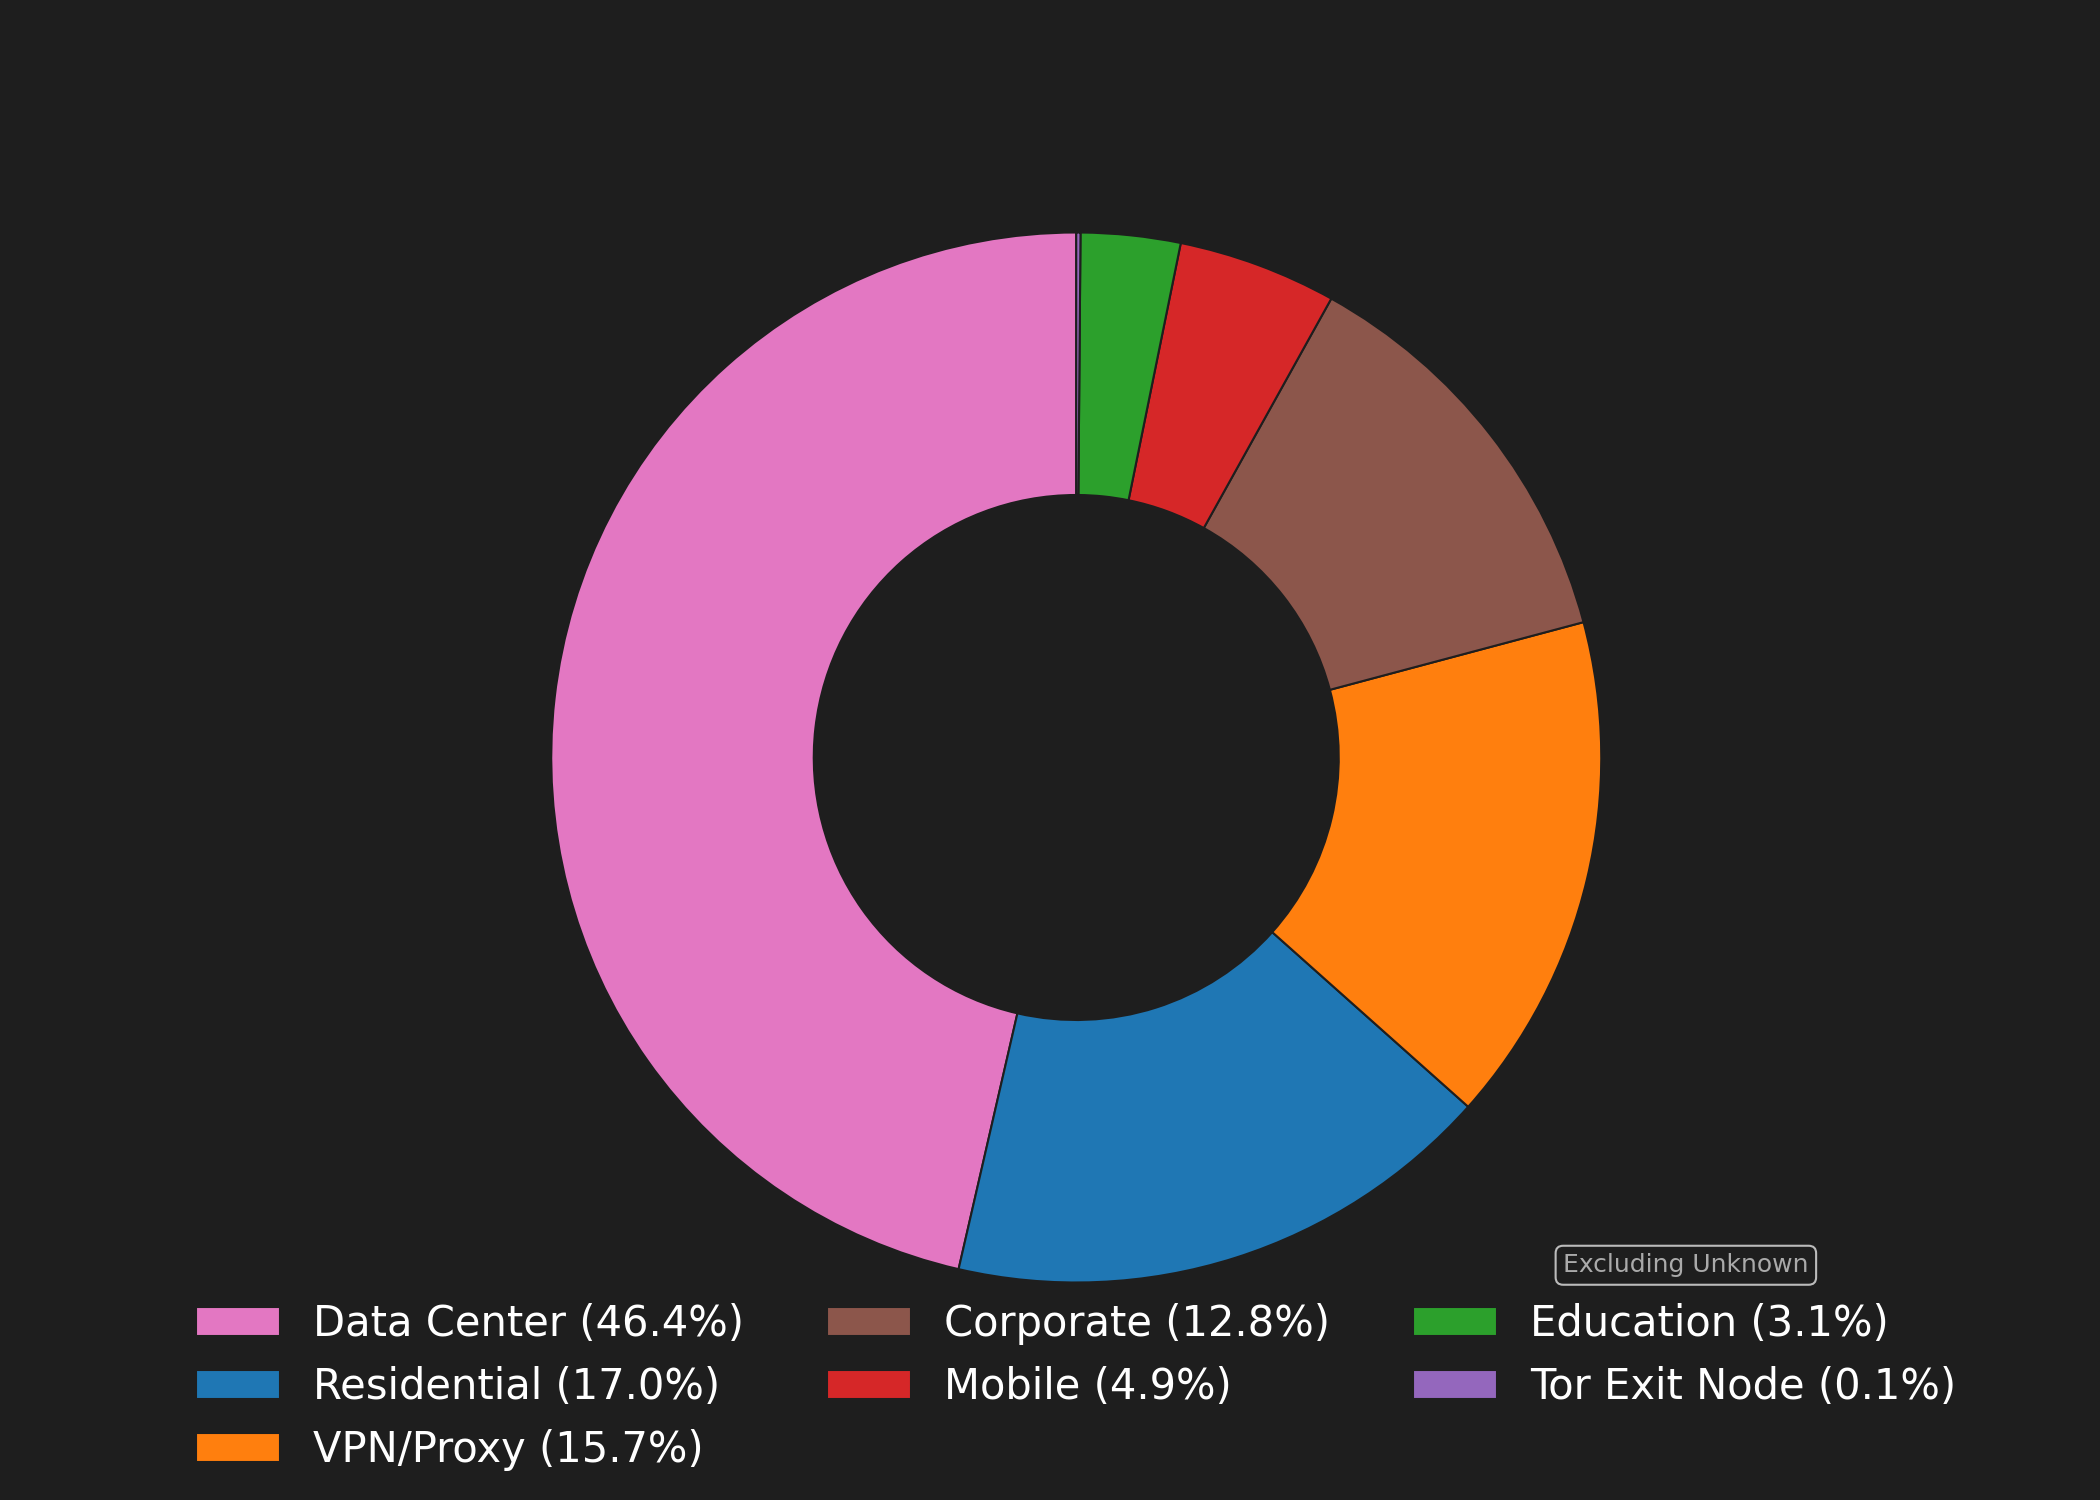 Excluding Unknown
Data Center (46.4%)
Residential (17.0%)
VPN/Proxy (15.7%)
Corporate (12.8%)
Mobile (4.9%)
Education (3.1%)
Tor Exit Node (0.1%)